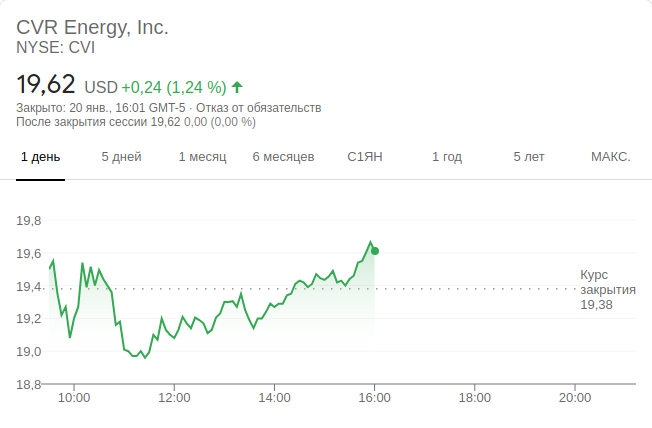 CVR Energy, Inc.
NYSE: CVI
19,62 USD +0,24 (1,24 %)
Закрыто: 20 янв., 16:01 GMT-5 · Отказ от обязательств
После закрытия сессии 19,62 0,00 (0,00 %)
1 день 5 дней 1 месяц 6 месяцев С1ЯН 1 год 5 лет МАКС.
19,8
19,6
Курс
19,4 закрытия
19,38
19,2
19,0
18,8
10:00 12:00 14:00 16:00 18:00 20:00